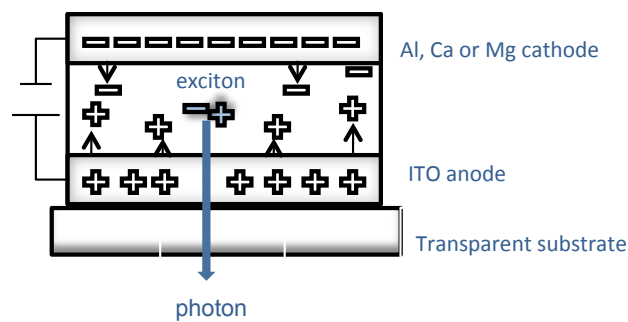 Al, Ca or Mg cathode
exciton
ITO anode
Transparent substrate
photon